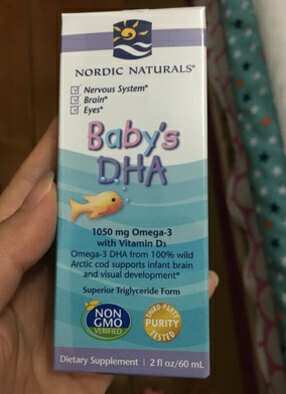 NORDIC NATURALS®
Nervous System*
Brain*
Eyes*
Baby's
DHA
1050 mg Omega-3
with Vitamin D3
Omega-3 DHA from 100% wild
Arctic cod supports infant brain
and visual development*
Superior Triglyceride Form
NON
GMO
VERIFIED
THIRD-PARTY
PURITY
TESTED
Dietary Supplement | 2 fl oz/60 mL